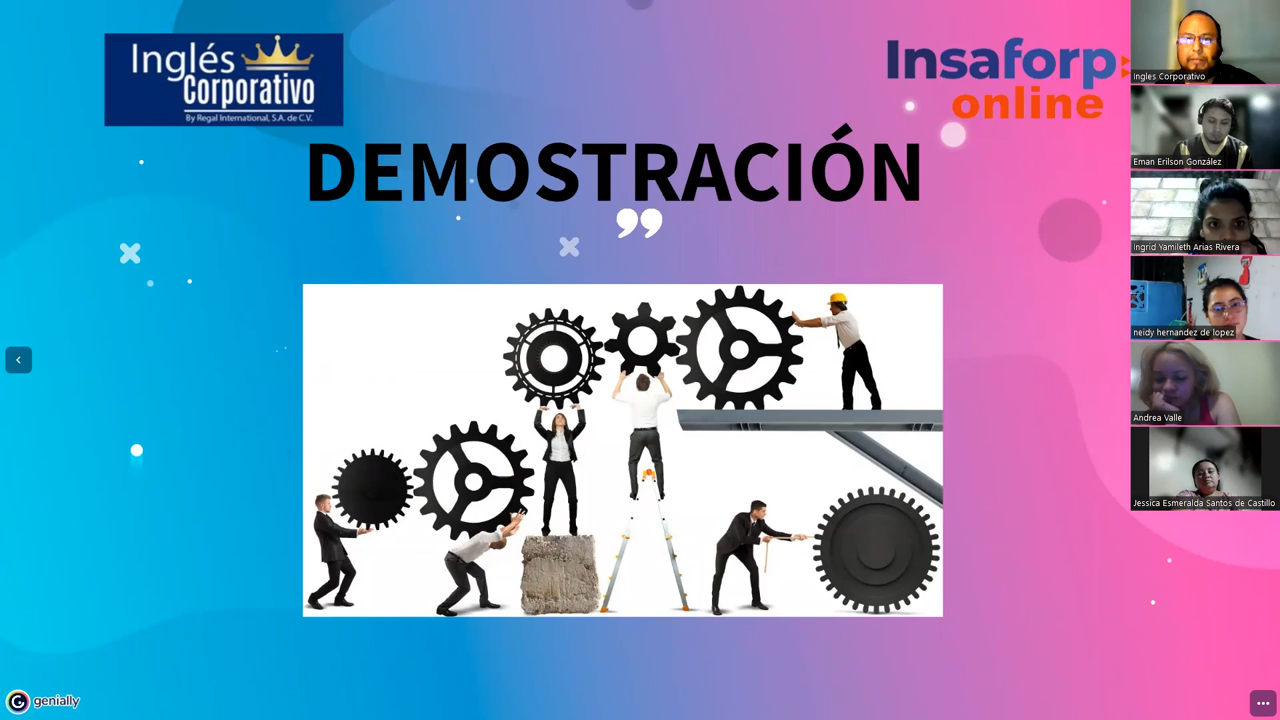 Inglés
Corporativo
By Regal International, S.A. de C.V.
Insaforp
online
DEMOSTRACIÓN
”
Ingles Corporativo
Eman Erilson González
Ingrid Yamileth Arias Rivera
neidy hernandez de lopez
Andrea Valle
Jessica Esmeralda Santos de Castillo
genially